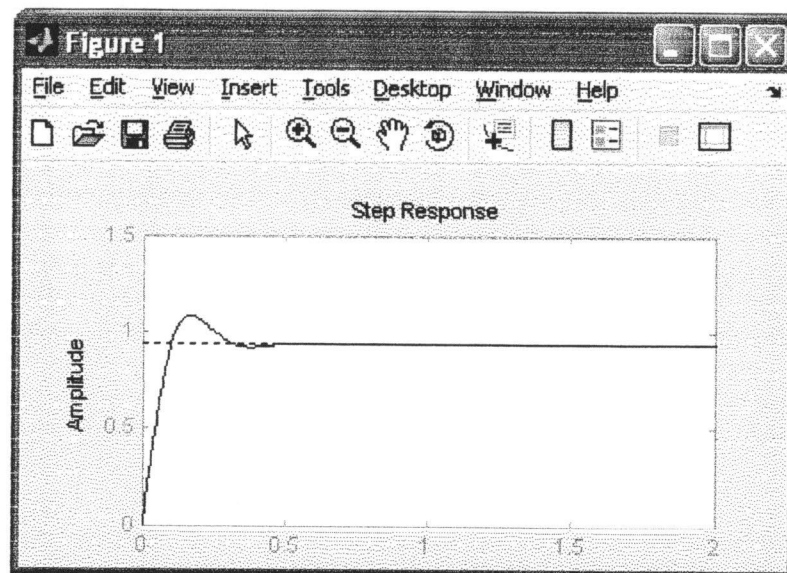 Figure 1
File Edit View Insert Tools Desktop Window Help
Step Response
1.5
1
0.5
0
Amplitude
0 0.5 1 1.5 2